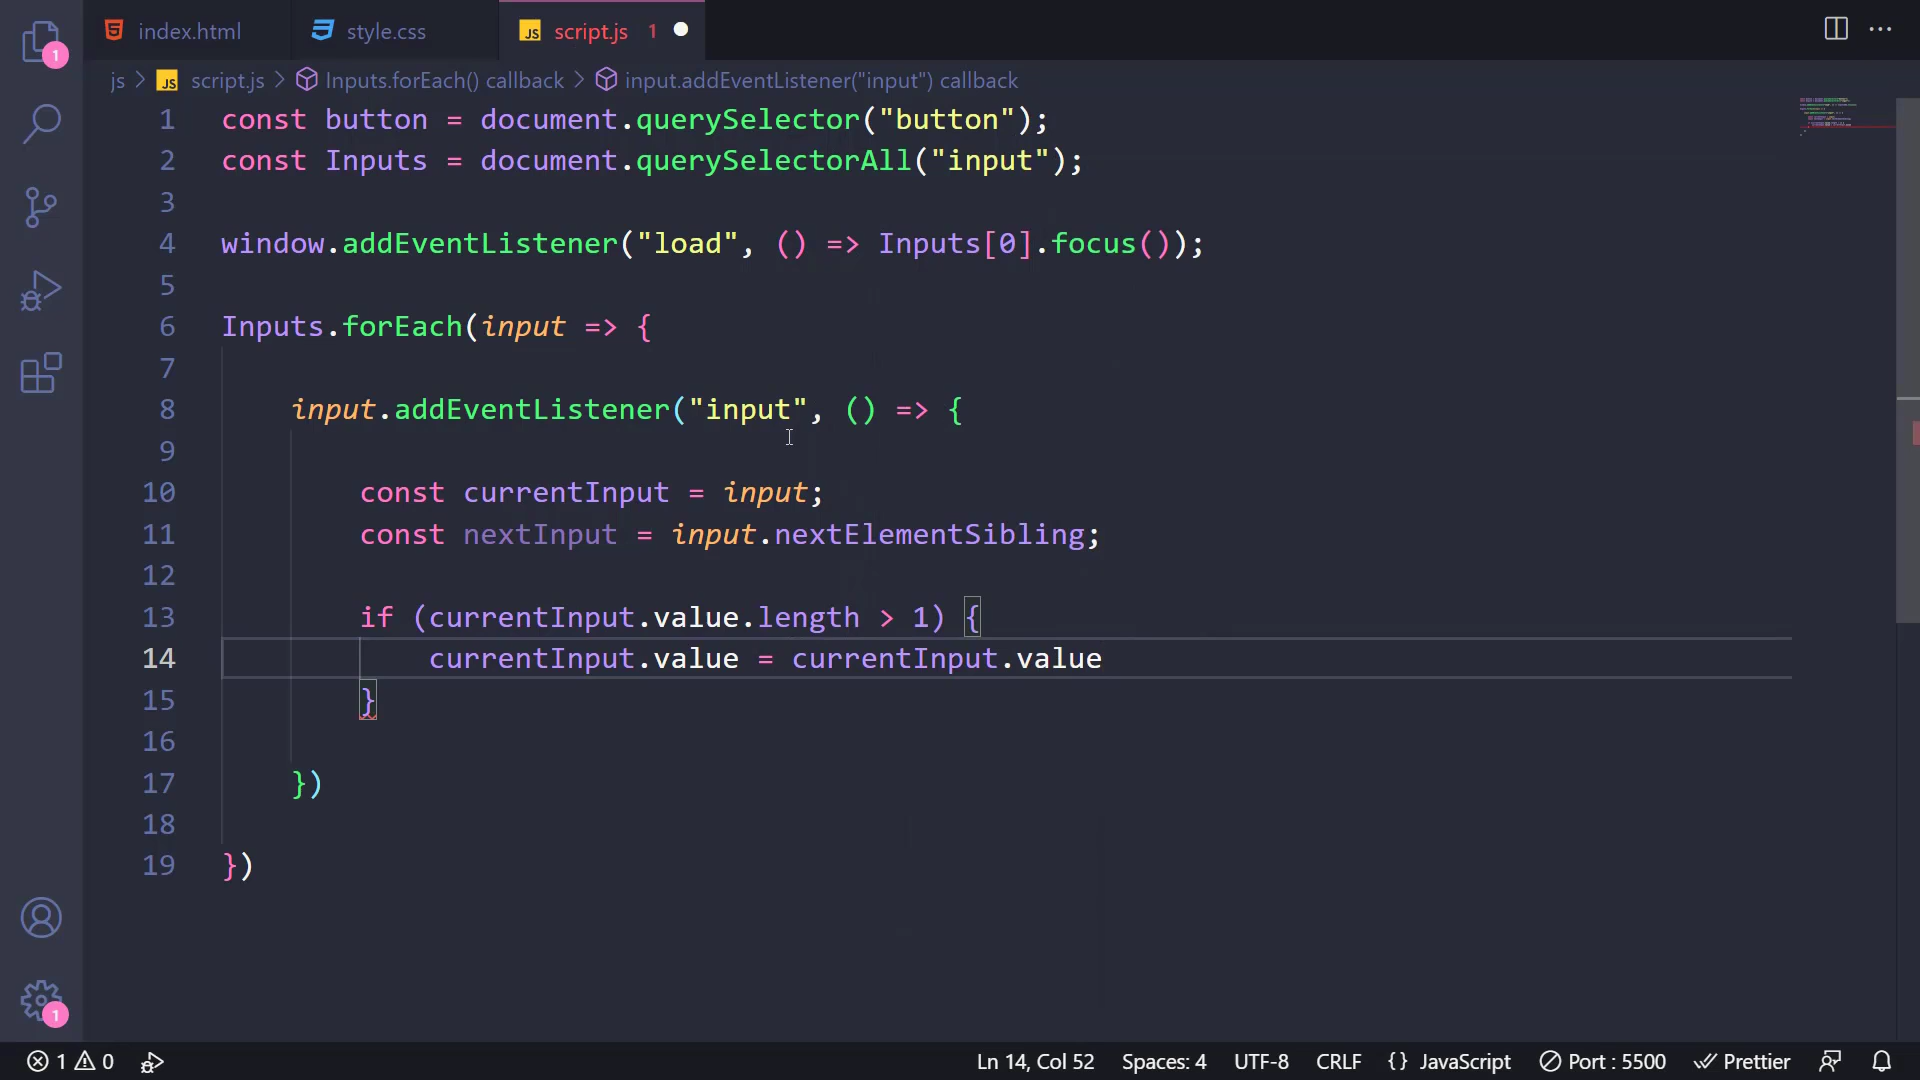 index.html style.css script.js 1
js > script.js > Inputs.forEach() callback > input.addEventListener("input") callback
1 const button = document.querySelector("button");
2 const Inputs = document.querySelectorAll("input");
3
4 window.addEventListener("load", () => Inputs[0].focus());
5
6 Inputs.forEach(input => {
7
8 input.addEventListener("input", () => {
9
10 const currentInput = input;
11 const nextInput = input.nextElementSibling;
12
13 if (currentInput.value.length > 1) {
14 currentInput.value = currentInput.value
15 }
16
17 })
18
19 })
1
1
1 0 Ln 14, Col 52 Spaces: 4 UTF-8 CRLF {} JavaScript Port : 5500 Prettier